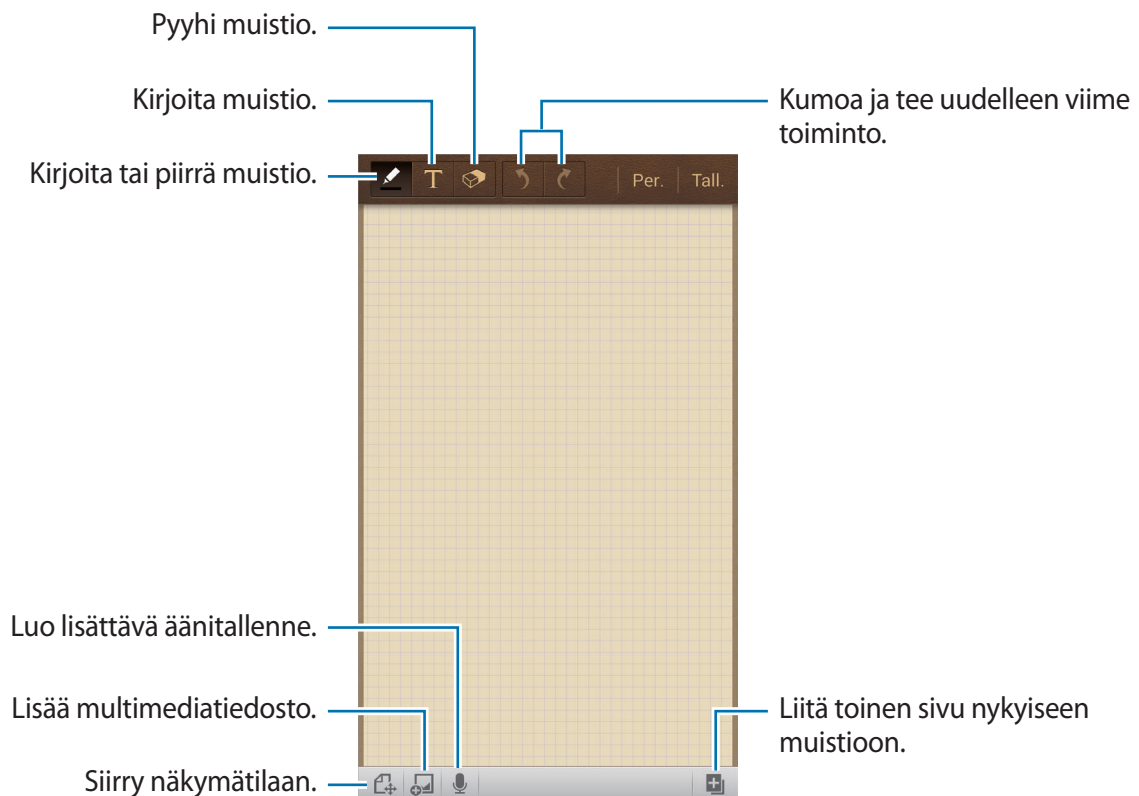 Pyyhi muistio.
Kirjoita muistio.
Kirjoita tai piirrä muistio.
Kumoa ja tee uudelleen viime
toiminto.
T
Per.
Tall.
Luo lisättävä äänitallenne.
Lisää multimediatiedosto.
Siirry näkymätilaan.
Liitä toinen sivu nykyiseen
muistioon.